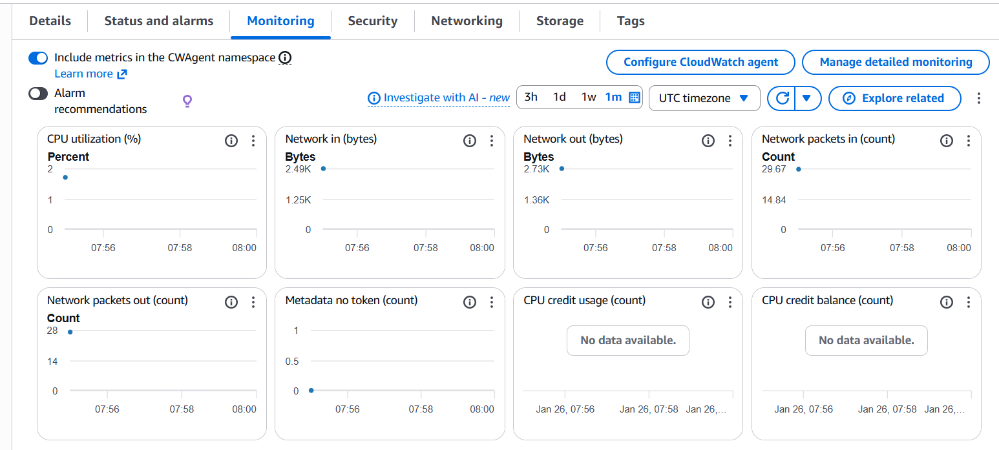 Details
Status and alarms
Monitoring
Security
Networking
Storage
Tags
Include metrics in the CWAgent namespace
Learn more
Configure CloudWatch agent
Manage detailed monitoring
Alarm
recommendations
Investigate with AI - new
3h
1d
1w
1m
UTC timezone
Explore related
CPU utilization (%)
Percent
2
1
0
07:56
07:58
08:00
Network in (bytes)
Bytes
2.49K
1.25K
0
07:56
07:58
08:00
Network out (bytes)
Bytes
2.73K
1.36K
0
07:56
07:58
08:00
Network packets in (count)
Count
29.67
14.84
0
07:56
07:58
08:00
Network packets out (count)
Count
28
14
0
07:56
07:58
08:00
Metadata no token (count)
1
0.5
0
07:56
07:58
08:00
CPU credit usage (count)
No data available.
Jan 26, 07:56
Jan 26, 07:58
Jan 26,...
CPU credit balance (count)
No data available.
Jan 26, 07:56
Jan 26, 07:58
Jan 26,...